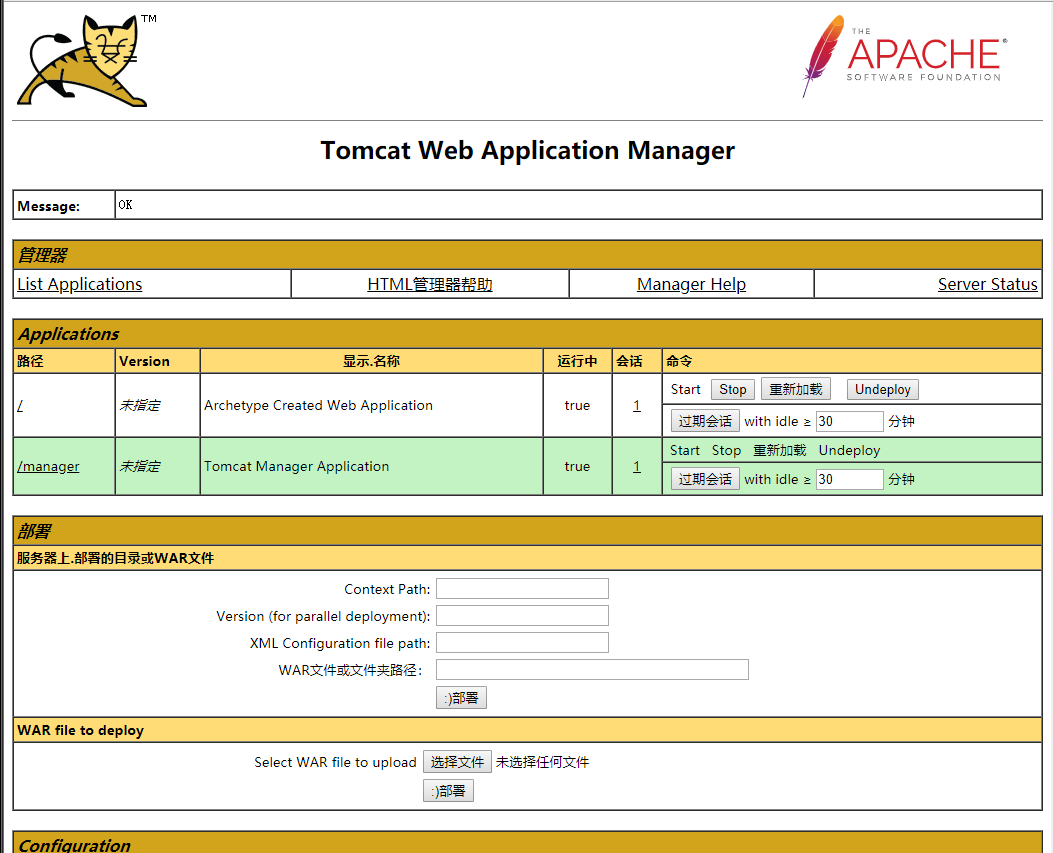 TM
THE
APACHE®
SOFTWARE FOUNDATION
Tomcat Web Application Manager
Message: OK
管理器
List Applications HTML管理器帮助 Manager Help Server Status
Applications
路径 Version 显示.名称 运行中 会话 命令
/ 未指定 Archetype Created Web Application true 1 Start Stop 重新加载 Undeploy
过期会话 with idle ≥ 30 分钟
/manager 未指定 Tomcat Manager Application true 1 Start Stop 重新加载 Undeploy
过期会话 with idle ≥ 30 分钟
部署
服务器上.部署的目录或WAR文件
Context Path:
Version (for parallel deployment):
XML Configuration file path:
WAR文件或文件夹路径：
:)部署
WAR file to deploy
Select WAR file to upload 选择文件 未选择任何文件
:)部署
Configuration